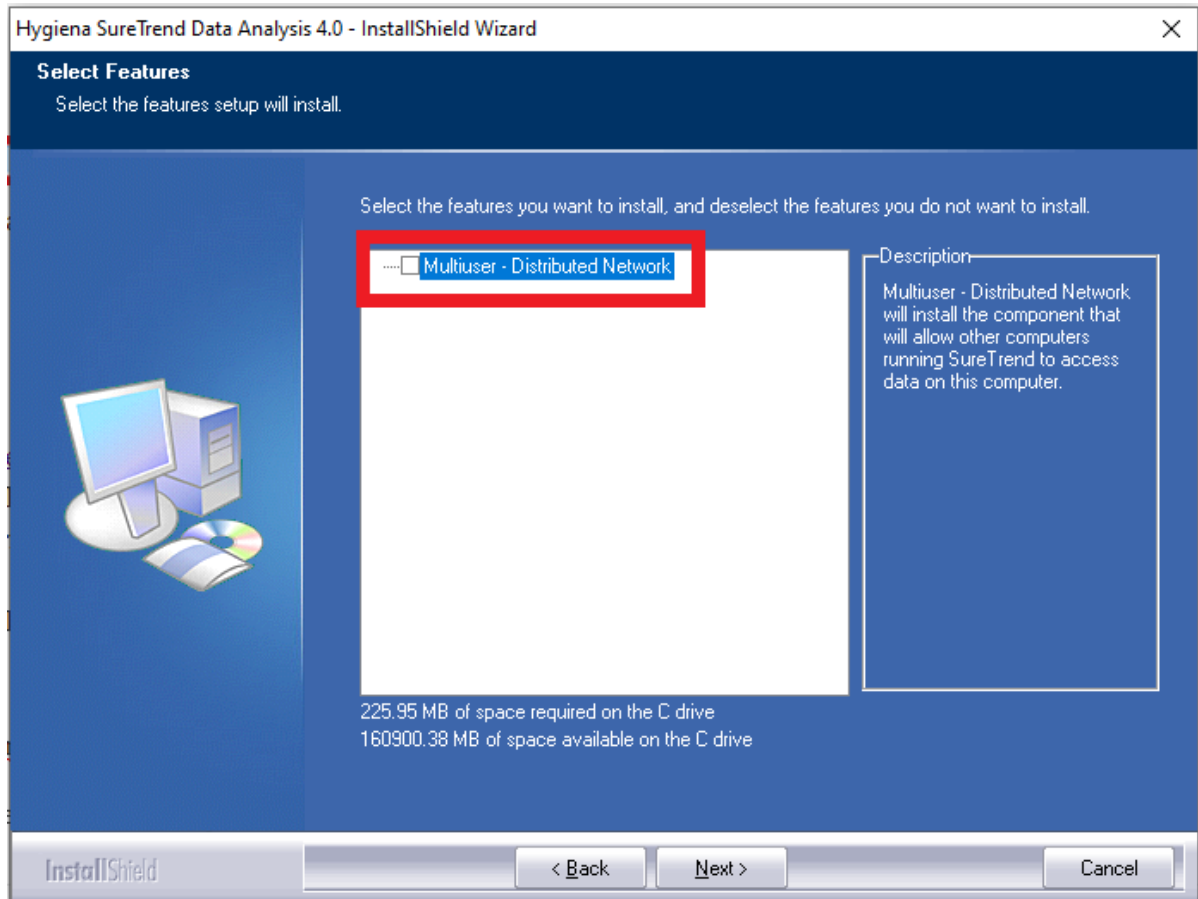 Hygiena SureTrend Data Analysis 4.0 - InstallShield Wizard
Select Features
Select the features setup will install.
Select the features you want to install, and deselect the features you do not want to install.
Multiuser - Distributed Network
Description
Multiuser - Distributed Network
will install the component that
will allow other computers
running SureTrend to access
data on this computer.
225.95 MB of space required on the C drive
160900.38 MB of space available on the C drive
InstallShield
< Back
Next >
Cancel